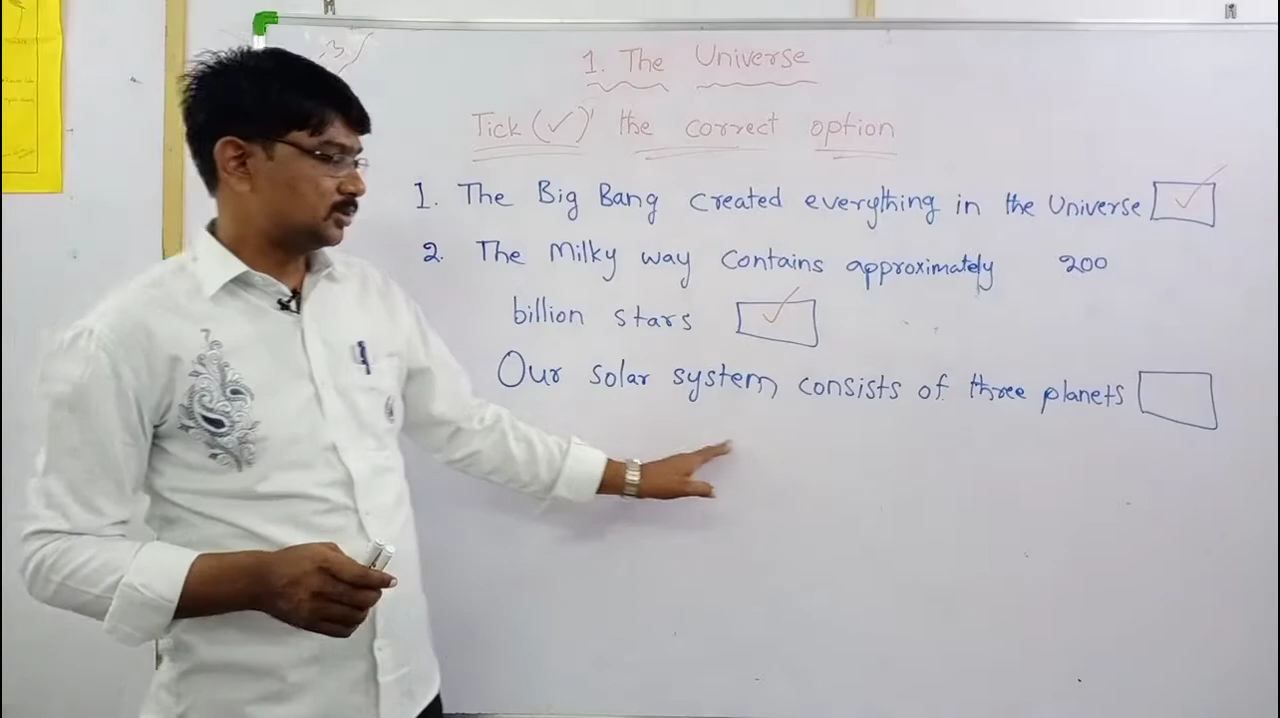 1. The Universe
Tick (✓) the correct option
1. The Big Bang created everything in the Universe ✓
2. The Milky way contains approximately 200
billion stars ✓
Our solar system consists of three planets